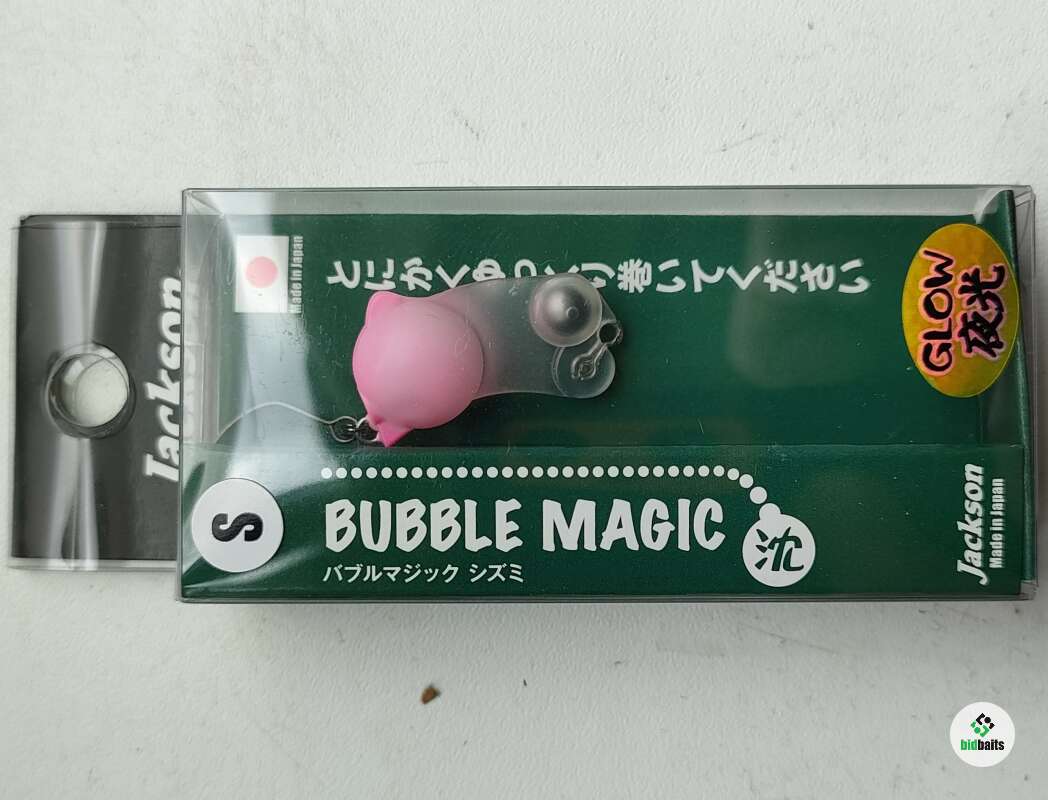 Jackson
Made in Japan
とにかくゆっくり巻いてください
GLOW
夜光
S
BUBBLE MAGIC
バブルマジック シズミ
沈
Jackson
Made in Japan
bidbaits